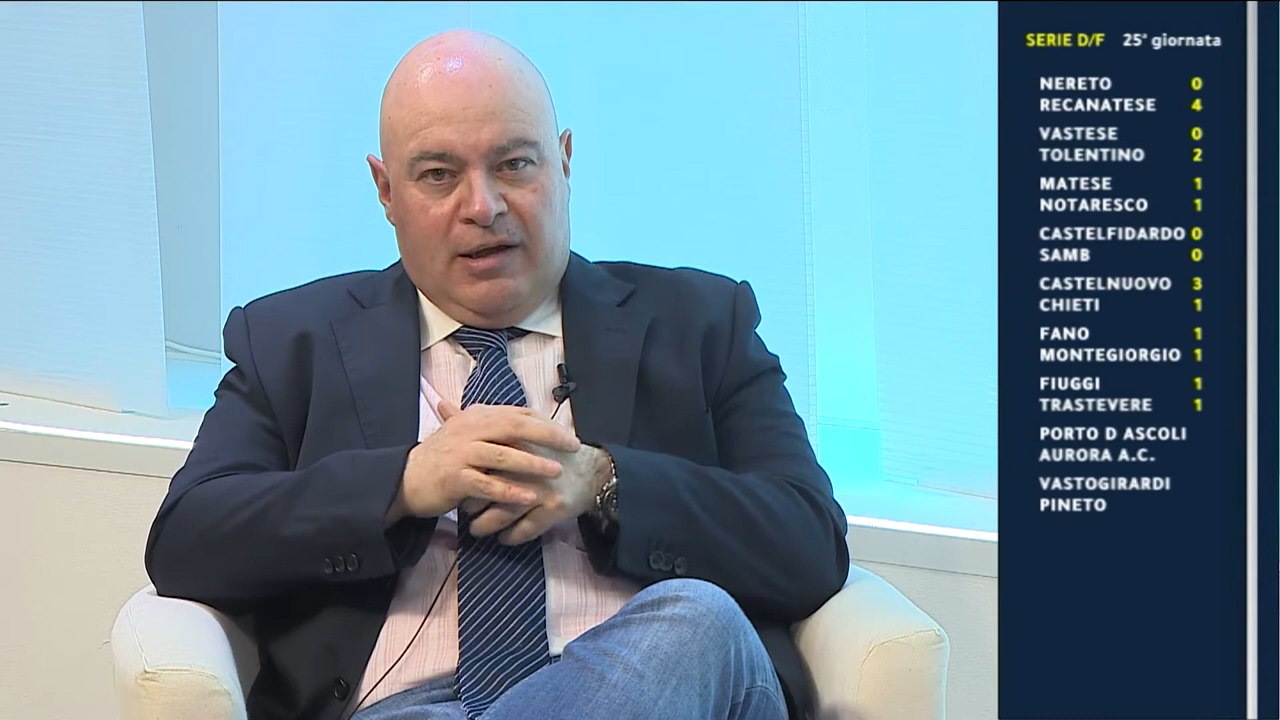 SERIE D/F 25ª giornata
NERETO 0
RECANATESE 4
VASTESE 0
TOLENTINO 2
MATESE 1
NOTARESCO 1
CASTELFIDARDO 0
SAMB 0
CASTELNUOVO 3
CHIETI 1
FANO 1
MONTEGIORGIO 1
FIUGGI 1
TRASTEVERE 1
PORTO D ASCOLI
AURORA A.C.
VASTOGIRARDI
PINETO